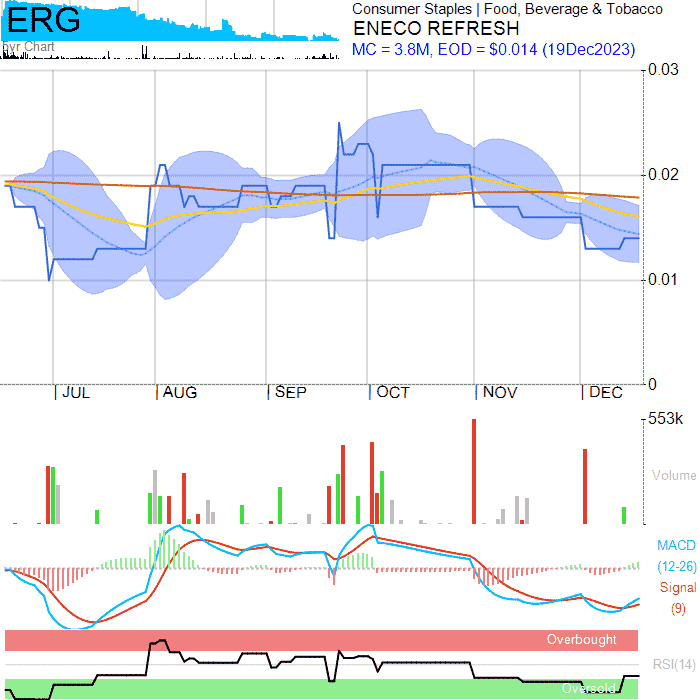 ERG
5yr Chart
Consumer Staples | Food, Beverage & Tobacco
ENECO REFRESH
MC = 3.8M, EOD = $0.014 (19Dec2023)
0.03
0.02
0.01
0
JUL AUG SEP OCT NOV DEC
553k
Volume
MACD
(12-26)
Signal
(9)
Overbought
RSI(14)
Oversold